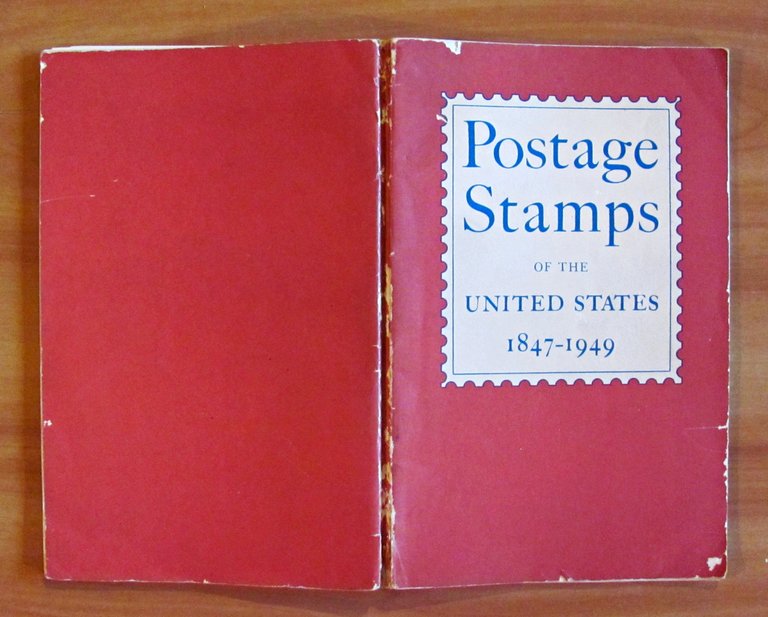 Postage
Stamps
OF THE
UNITED STATES
1847-1949